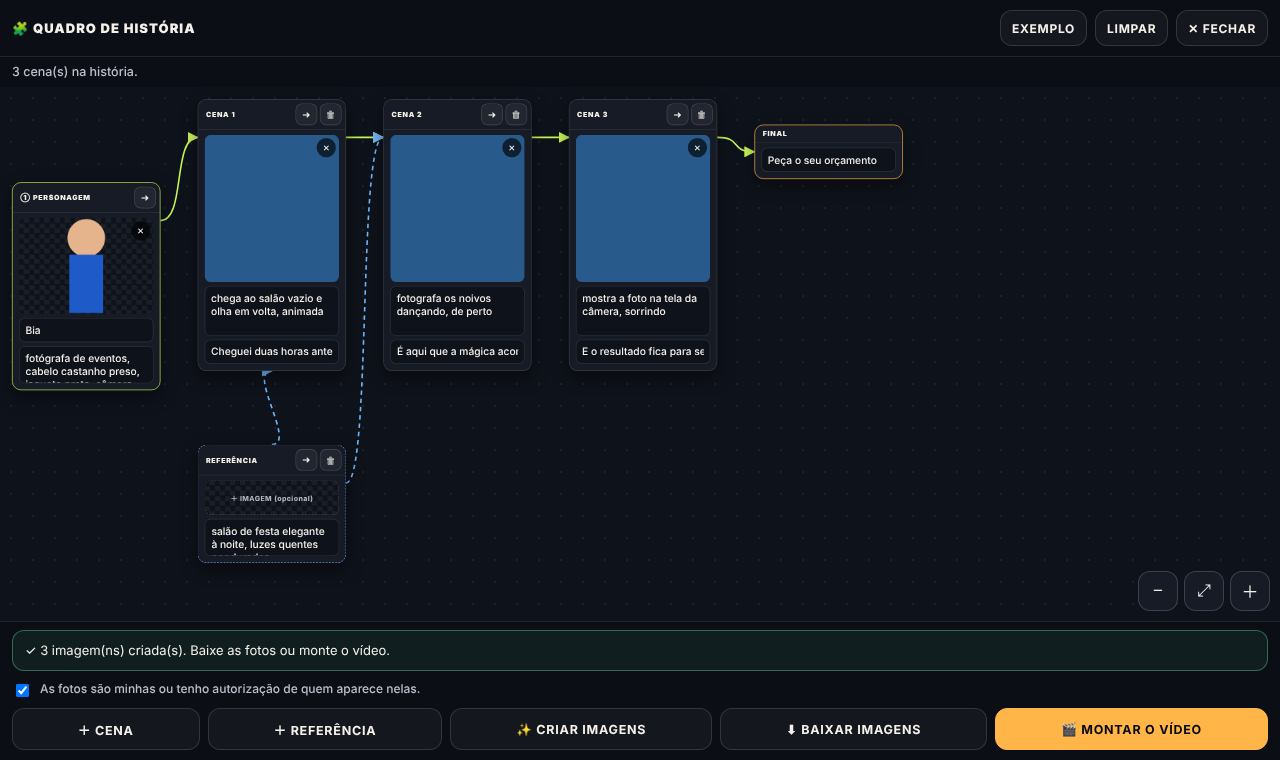 QUADRO DE HISTÓRIA
EXEMPLO
LIMPAR
✕ FECHAR
3 cena(s) na história.
CENA 1
CENA 2
CENA 3
FINAL
Peça o seu orçamento
① PERSONAGEM
Bia
fotógrafa de eventos,
cabelo castanho preso,
chega ao salão vazio e
olha em volta, animada
Cheguei duas horas ante
fotografa os noivos
dançando, de perto
É aqui que a mágica acor
mostra a foto na tela da
câmera, sorrindo
E o resultado fica para se
REFERÊNCIA
＋ IMAGEM (opcional)
salão de festa elegante
à noite, luzes quentes
✓ 3 imagem(ns) criada(s). Baixe as fotos ou monte o vídeo.
As fotos são minhas ou tenho autorização de quem aparece nelas.
＋ CENA
＋ REFERÊNCIA
✨ CRIAR IMAGENS
⬇ BAIXAR IMAGENS
🎬 MONTAR O VÍDEO